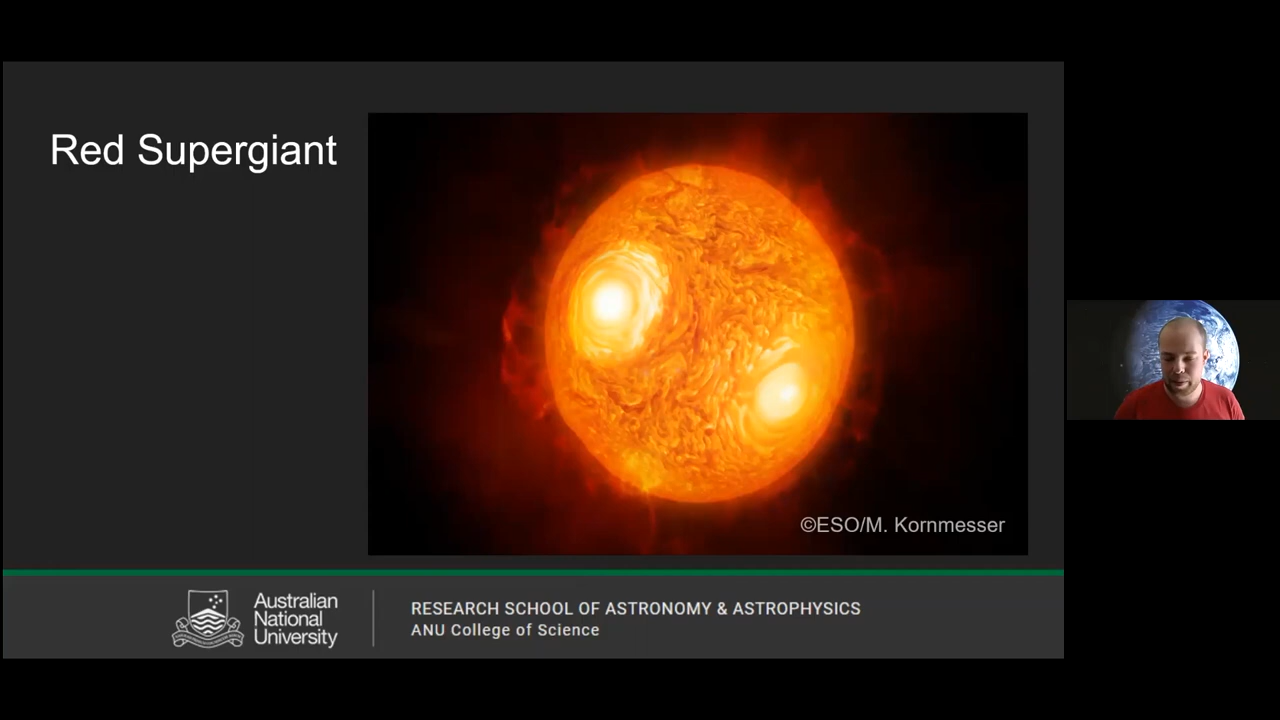 Red Supergiant
©ESO/M. Kornmesser
Australian
National
University
RESEARCH SCHOOL OF ASTRONOMY & ASTROPHYSICS
ANU College of Science